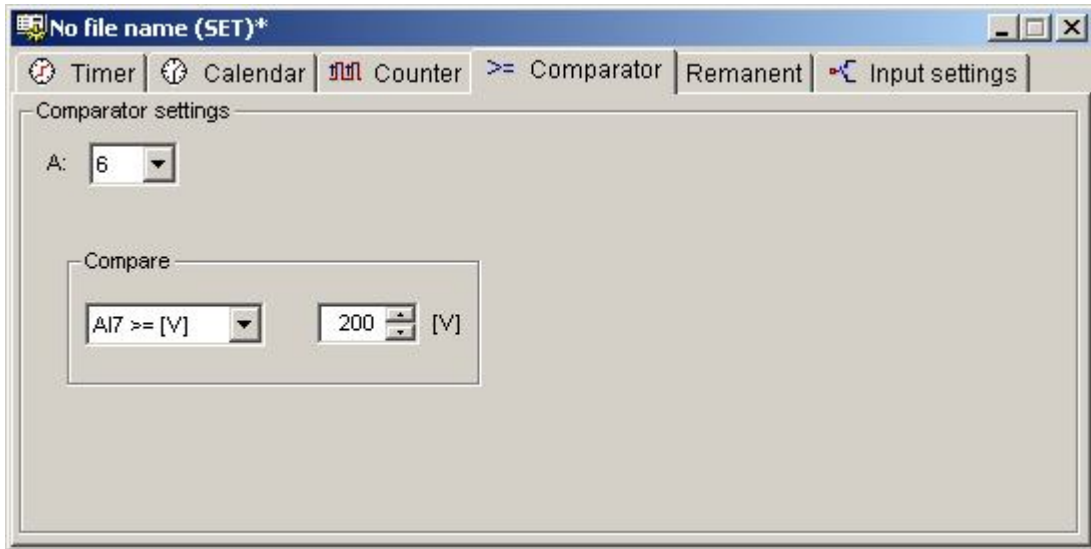 No file name (SET)*
Timer Calendar Counter >= Comparator Remanent Input settings
Comparator settings
A: 6
Compare
AI7 >= [V] 200 [V]